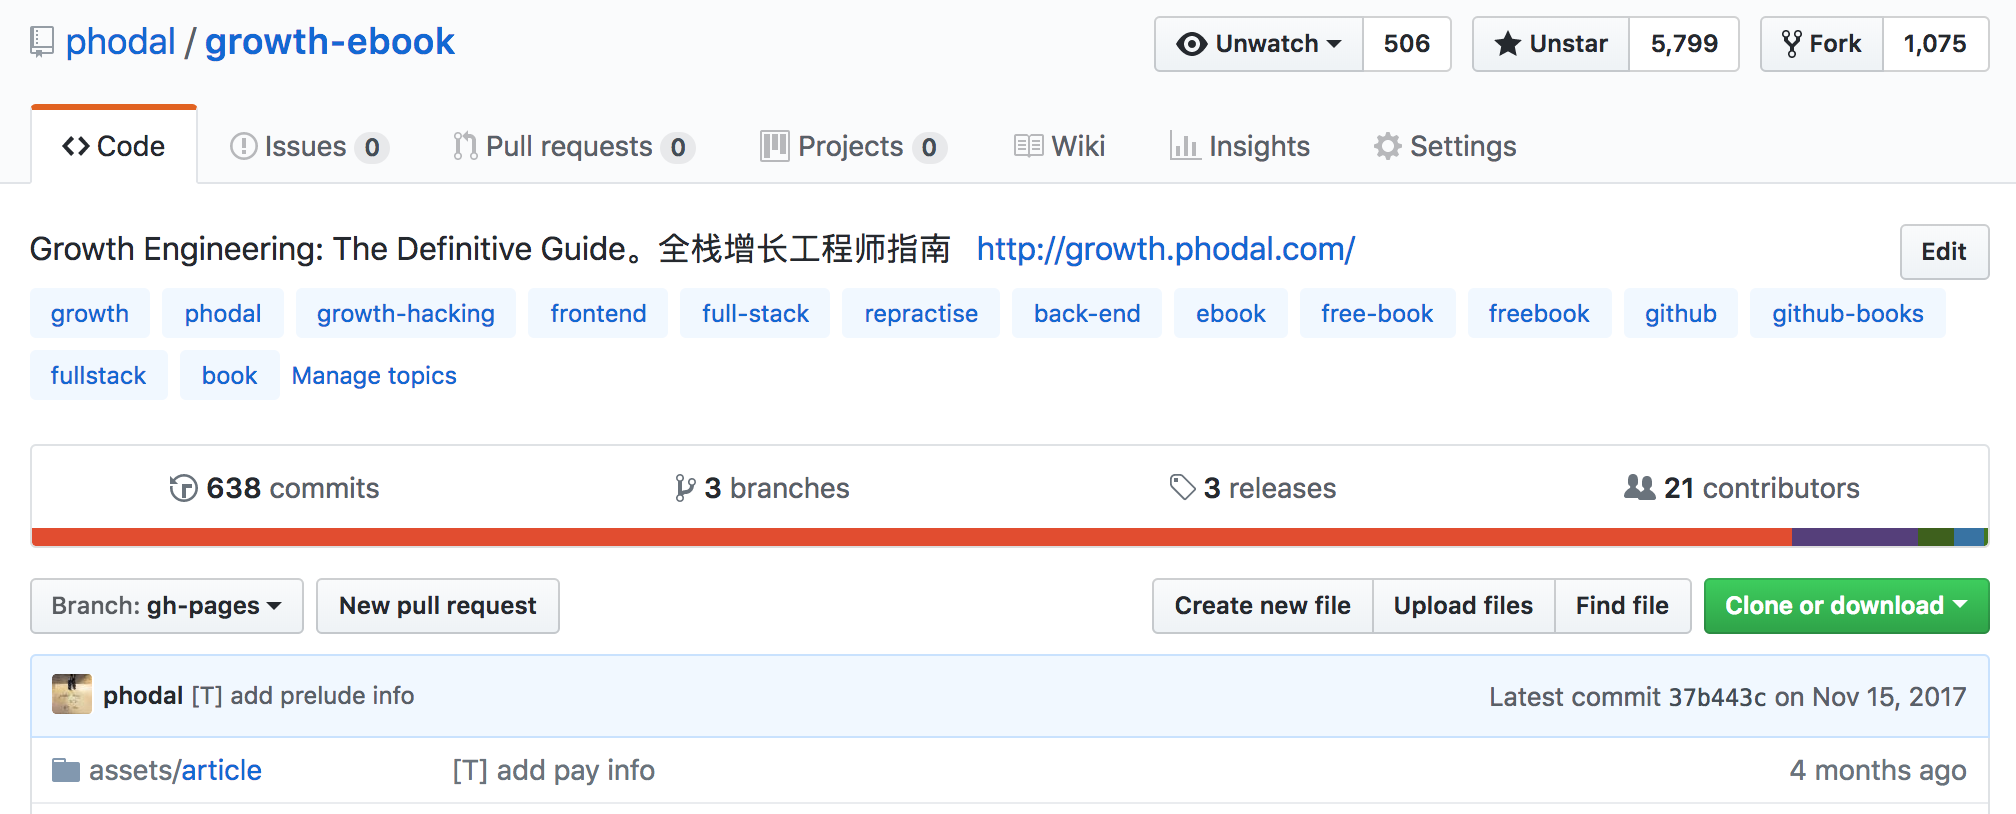 phodal / growth-ebook Unwatch 506 Unstar 5,799 Fork 1,075
Code Issues 0 Pull requests 0 Projects 0 Wiki Insights Settings
Growth Engineering: The Definitive Guide。全栈增长工程师指南 http://growth.phodal.com/ Edit
growth phodal growth-hacking frontend full-stack repractise back-end ebook free-book freebook github github-books
fullstack book Manage topics
638 commits 3 branches 3 releases 21 contributors
Branch: gh-pages New pull request Create new file Upload files Find file Clone or download
phodal [T] add prelude info Latest commit 37b443c on Nov 15, 2017
assets/article [T] add pay info 4 months ago